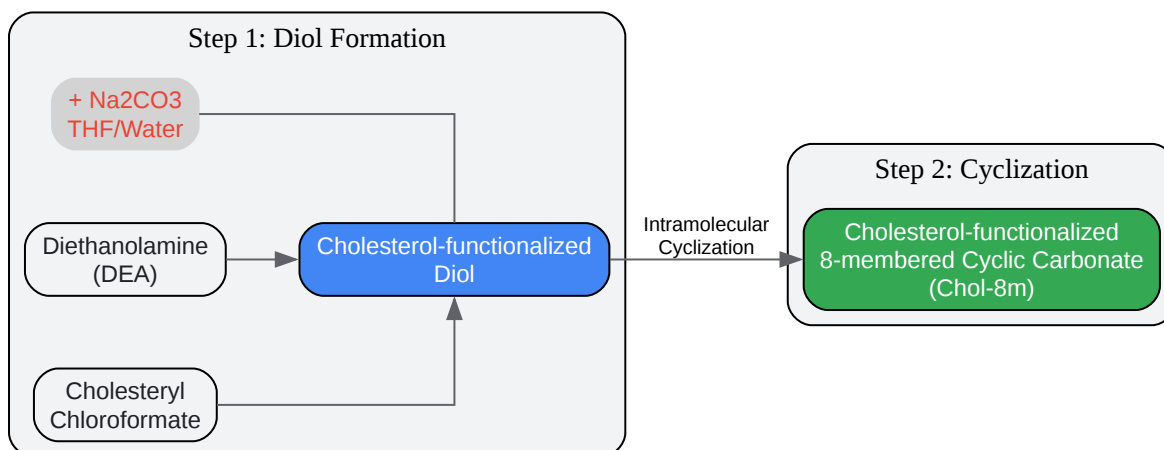 Step 1: Diol Formation
+ Na2CO3
THF/Water
Diethanolamine
(DEA)
Cholesterol-functionalized
Diol
Cholesteryl
Chloroformate
Intramolecular
Cyclization
Step 2: Cyclization
Cholesterol-functionalized
8-membered Cyclic Carbonate
(Chol-8m)